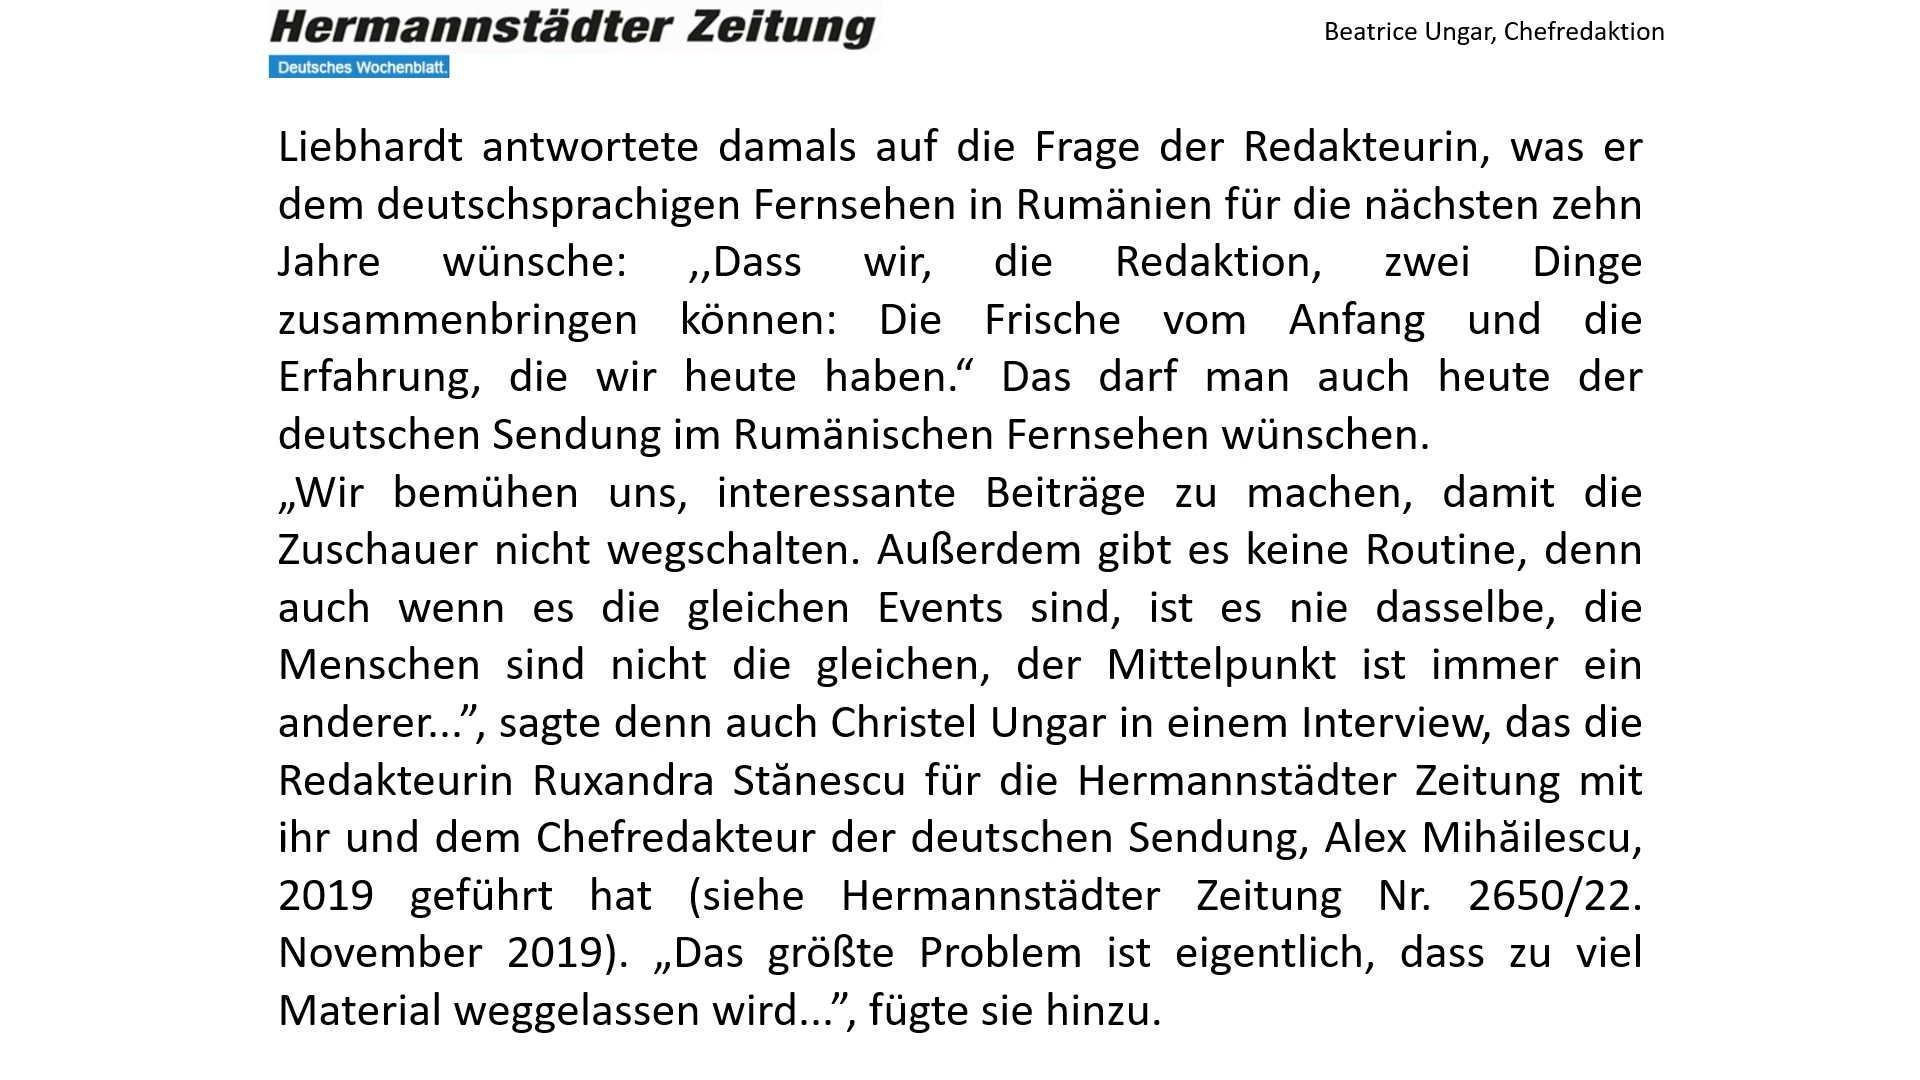 Hermannstädter Zeitung
Beatrice Ungar, Chefredaktion
Deutsches Wochenblatt.
Liebhardt antwortete damals auf die Frage der Redakteurin, was er
dem deutschsprachigen Fernsehen in Rumänien für die nächsten zehn
Jahre wünsche: ,,Dass wir, die Redaktion, zwei Dinge
zusammenbringen können: Die Frische vom Anfang und die
Erfahrung, die wir heute haben.“ Das darf man auch heute der
deutschen Sendung im Rumänischen Fernsehen wünschen.
„Wir bemühen uns, interessante Beiträge zu machen, damit die
Zuschauer nicht wegschalten. Außerdem gibt es keine Routine, denn
auch wenn es die gleichen Events sind, ist es nie dasselbe, die
Menschen sind nicht die gleichen, der Mittelpunkt ist immer ein
anderer...”, sagte denn auch Christel Ungar in einem Interview, das die
Redakteurin Ruxandra Stănescu für die Hermannstädter Zeitung mit
ihr und dem Chefredakteur der deutschen Sendung, Alex Mihăilescu,
2019 geführt hat (siehe Hermannstädter Zeitung Nr. 2650/22.
November 2019). „Das größte Problem ist eigentlich, dass zu viel
Material weggelassen wird...”, fügte sie hinzu.